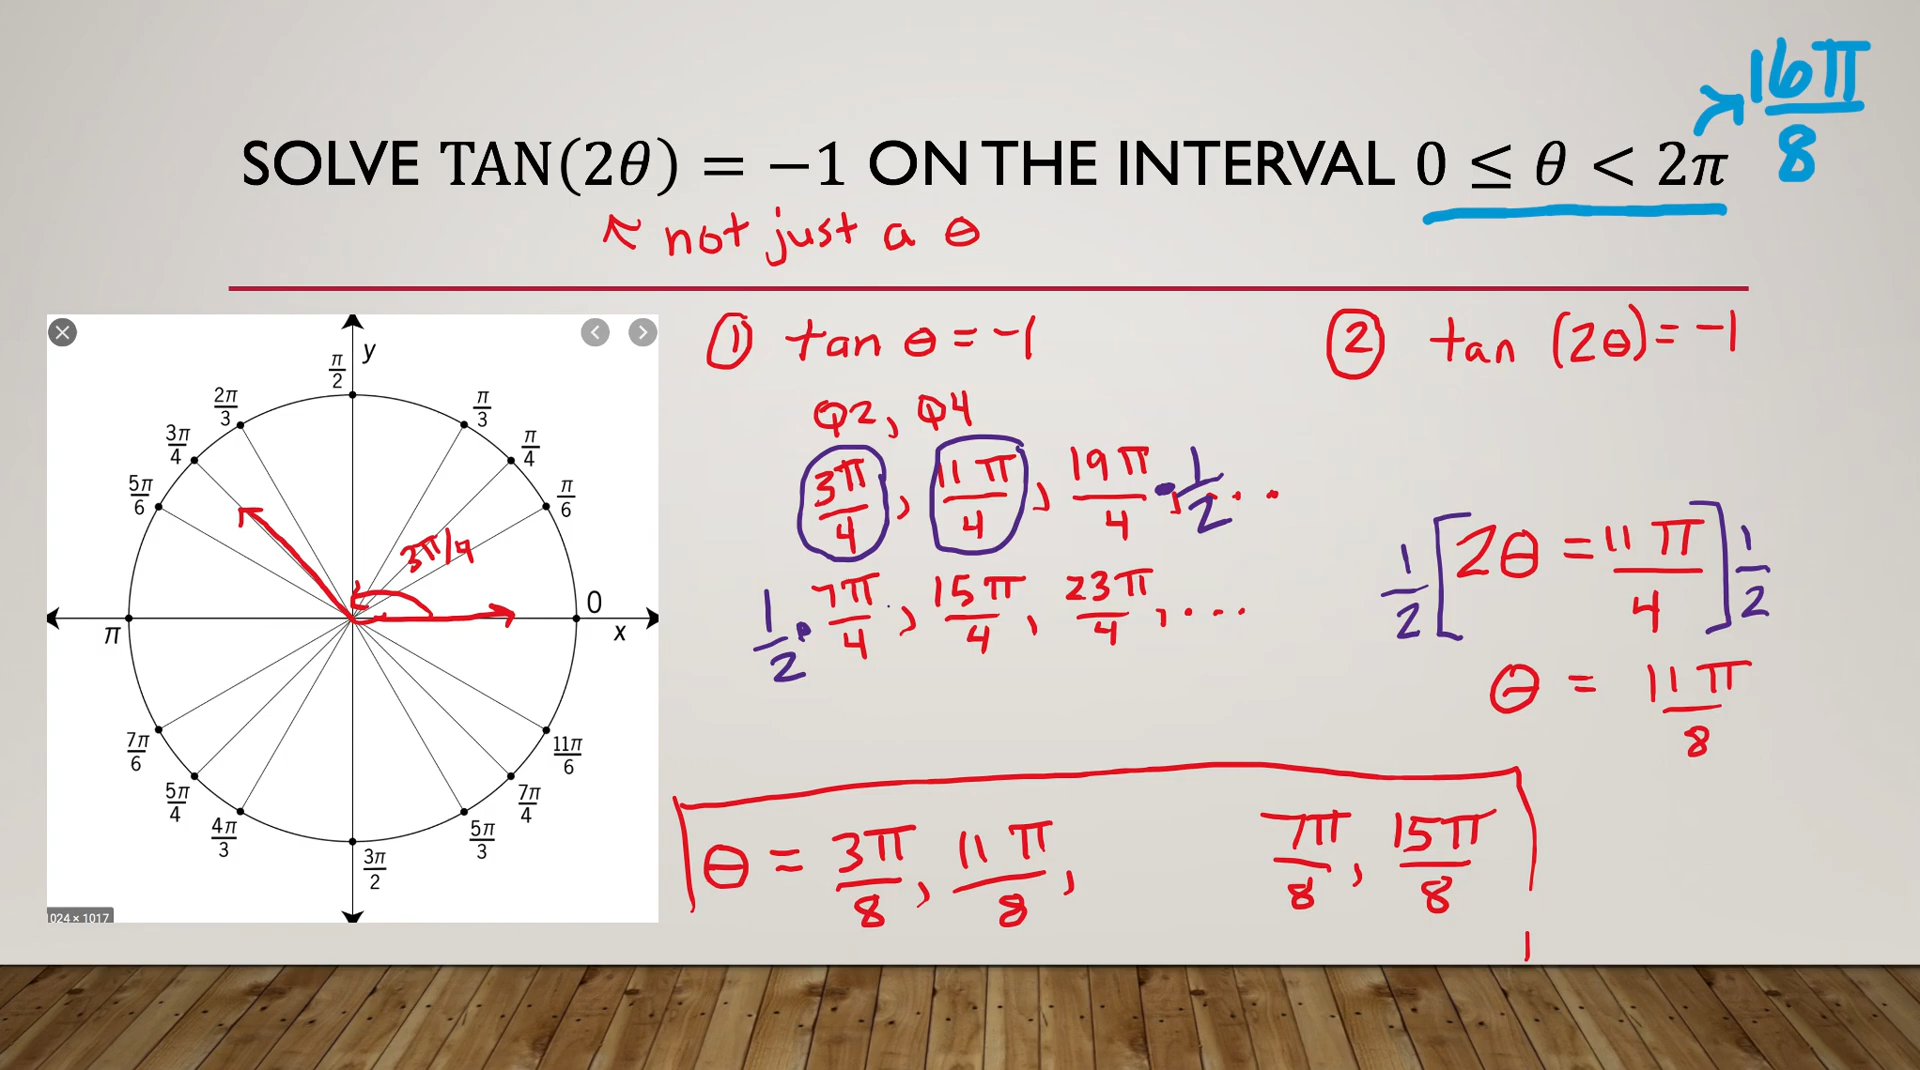 16π/8
SOLVE TAN(2θ) = −1 ON THE INTERVAL 0 ≤ θ < 2π
not just a θ
y
x
0
π/6
π/4
π/3
π/2
2π/3
3π/4
5π/6
π
7π/6
5π/4
4π/3
3π/2
5π/3
7π/4
11π/6
3π/4
1024 × 1017
① tan θ = −1
Q2, Q4
3π/4, 11π/4, 19π/4, · 1/2 ...
1/2 · 7π/4, 15π/4, 23π/4, ...
② tan (2θ) = −1
1/2 [2θ = 11π/4] 1/2
θ = 11π/8
θ = 3π/8, 11π/8, 7π/8, 15π/8